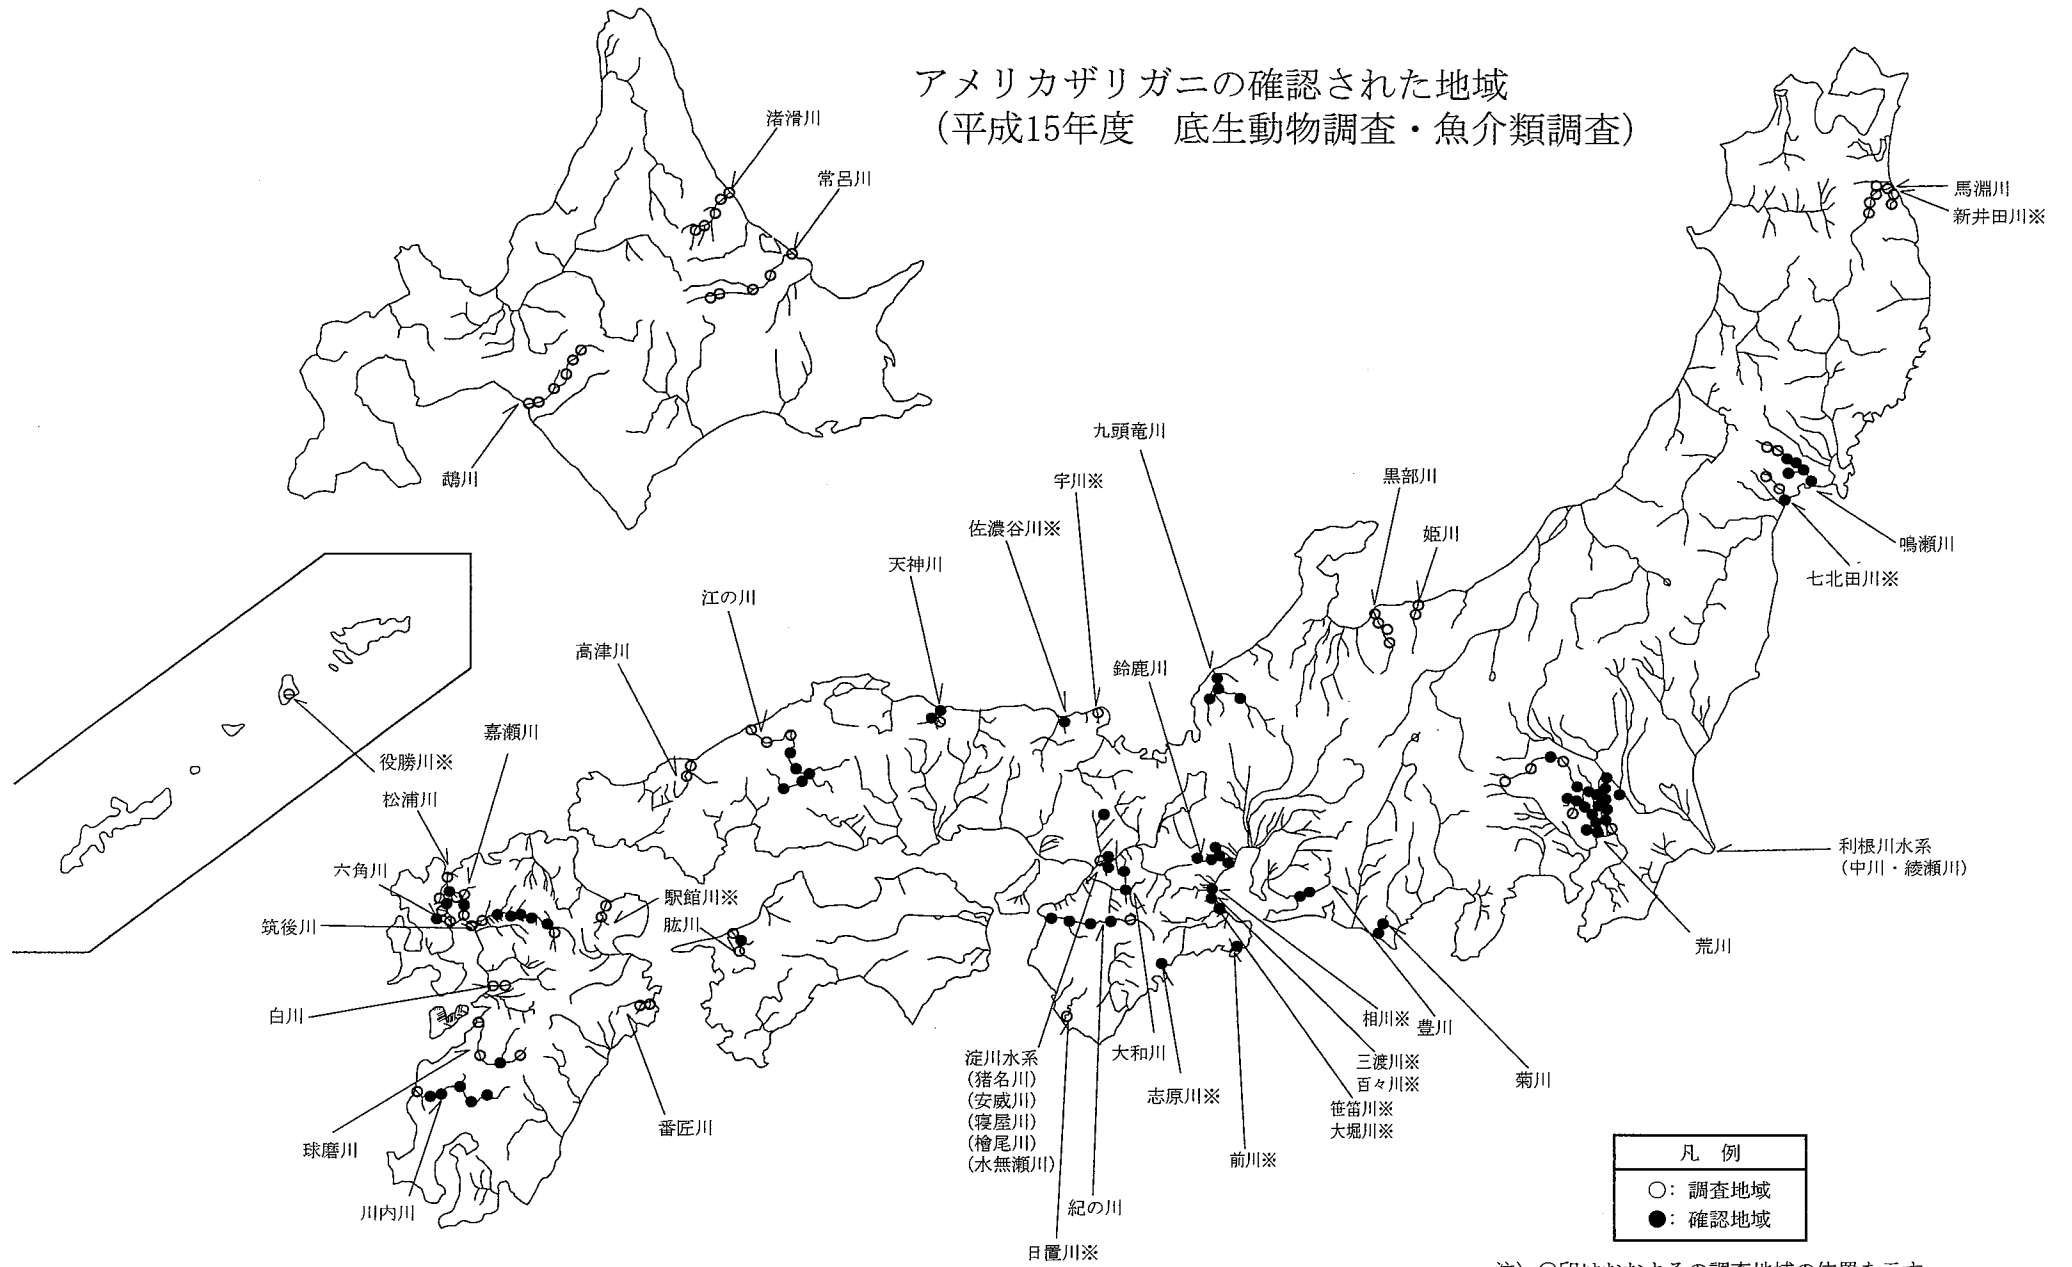 アメリカザリガニの確認された地域
（平成15年度　底生動物調査・魚介類調査）
渚滑川
常呂川
鵡川
馬淵川
新井田川※
鳴瀬川
七北田川※
九頭竜川
宇川※
黒部川
佐濃谷川※
姫川
天神川
江の川
高津川
鈴鹿川
嘉瀬川
役勝川※
松浦川
六角川
駅館川※
筑後川
肱川
利根川水系
（中川・綾瀬川）
荒川
白川
相川※
豊川
大和川
淀川水系
（猪名川）
（安威川）
（寝屋川）
（檜尾川）
（水無瀬川）
三渡川※
百々川※
菊川
志原川※
笹笛川※
大堀川※
番匠川
球磨川
前川※
川内川
紀の川
日置川※
凡　例
○：調査地域
●：確認地域